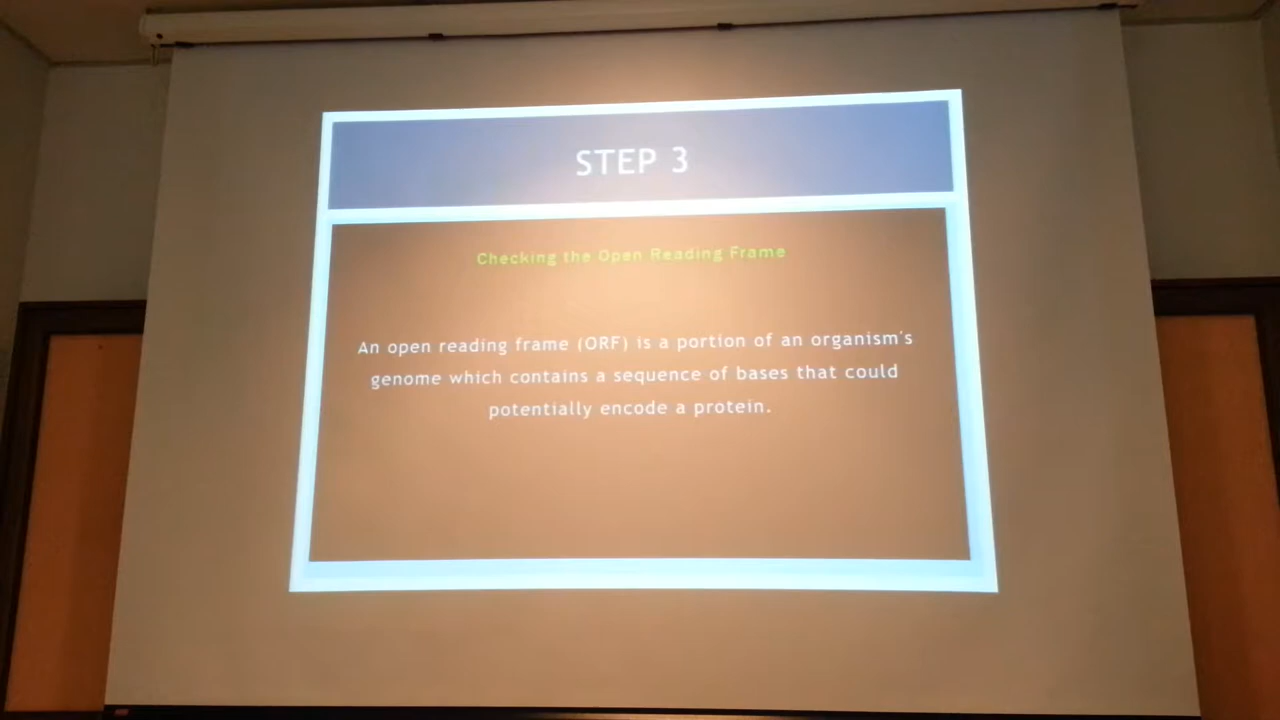 STEP 3
Checking the Open Reading Frame
An open reading frame (ORF) is a portion of an organism's
genome which contains a sequence of bases that could
potentially encode a protein.